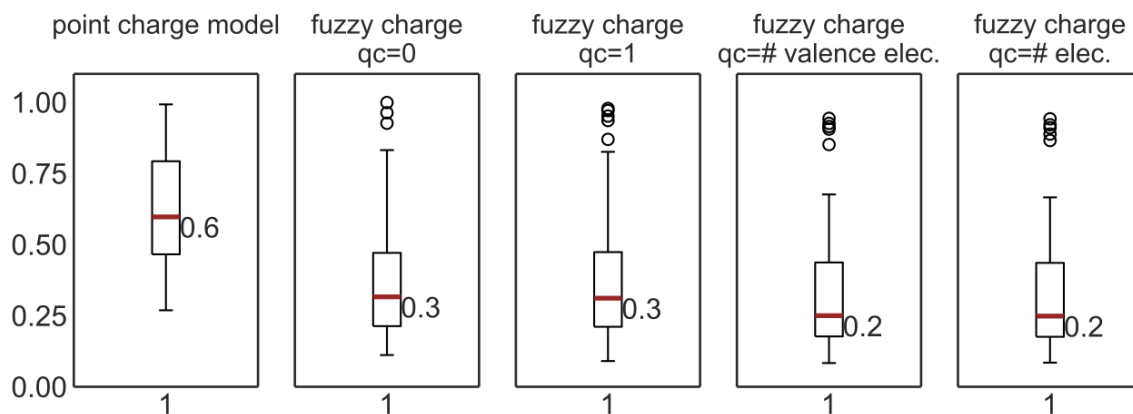 point charge model
fuzzy charge
qc=0
fuzzy charge
qc=1
fuzzy charge
qc=# valence elec.
fuzzy charge
qc=# elec.
1.00
0.75
0.50
0.25
0.00
0.6
0.3
0.3
0.2
0.2
1
1
1
1
1